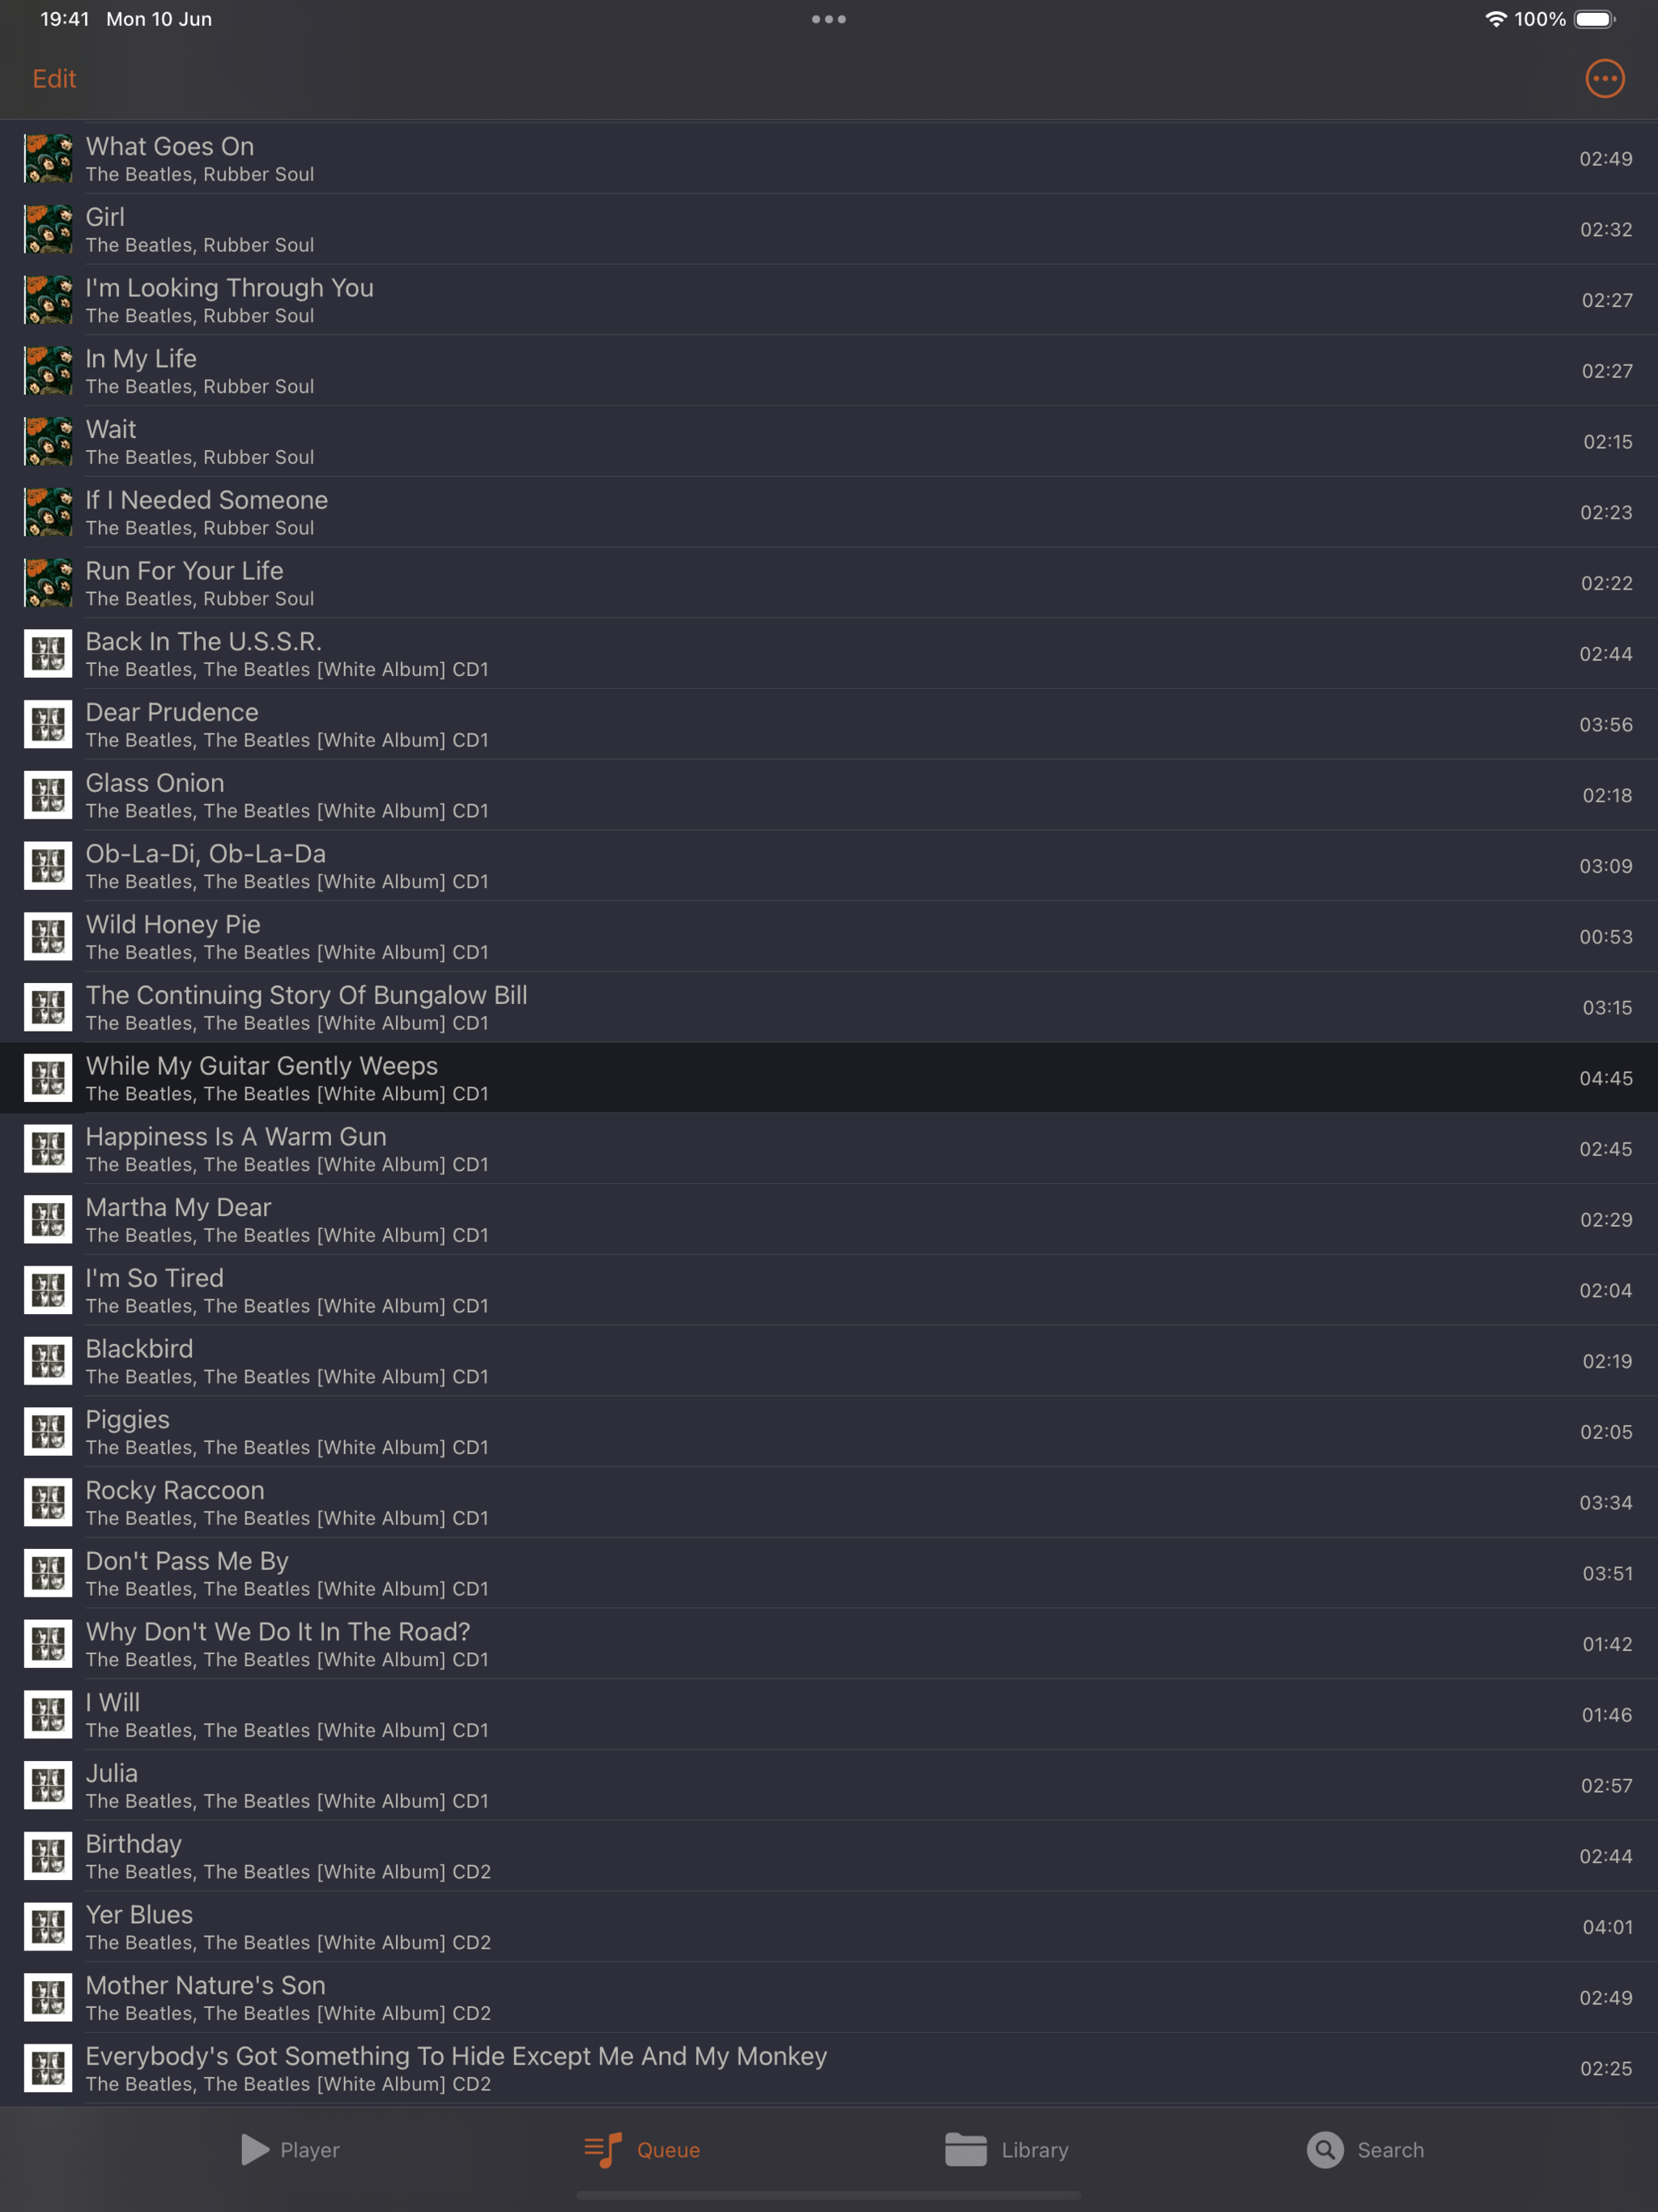 19:41 Mon 10 Jun
100%
Edit
What Goes On
The Beatles, Rubber Soul
02:49
Girl
The Beatles, Rubber Soul
02:32
I'm Looking Through You
The Beatles, Rubber Soul
02:27
In My Life
The Beatles, Rubber Soul
02:27
Wait
The Beatles, Rubber Soul
02:15
If I Needed Someone
The Beatles, Rubber Soul
02:23
Run For Your Life
The Beatles, Rubber Soul
02:22
Back In The U.S.S.R.
The Beatles, The Beatles [White Album] CD1
02:44
Dear Prudence
The Beatles, The Beatles [White Album] CD1
03:56
Glass Onion
The Beatles, The Beatles [White Album] CD1
02:18
Ob-La-Di, Ob-La-Da
The Beatles, The Beatles [White Album] CD1
03:09
Wild Honey Pie
The Beatles, The Beatles [White Album] CD1
00:53
The Continuing Story Of Bungalow Bill
The Beatles, The Beatles [White Album] CD1
03:15
While My Guitar Gently Weeps
The Beatles, The Beatles [White Album] CD1
04:45
Happiness Is A Warm Gun
The Beatles, The Beatles [White Album] CD1
02:45
Martha My Dear
The Beatles, The Beatles [White Album] CD1
02:29
I'm So Tired
The Beatles, The Beatles [White Album] CD1
02:04
Blackbird
The Beatles, The Beatles [White Album] CD1
02:19
Piggies
The Beatles, The Beatles [White Album] CD1
02:05
Rocky Raccoon
The Beatles, The Beatles [White Album] CD1
03:34
Don't Pass Me By
The Beatles, The Beatles [White Album] CD1
03:51
Why Don't We Do It In The Road?
The Beatles, The Beatles [White Album] CD1
01:42
I Will
The Beatles, The Beatles [White Album] CD1
01:46
Julia
The Beatles, The Beatles [White Album] CD1
02:57
Birthday
The Beatles, The Beatles [White Album] CD2
02:44
Yer Blues
The Beatles, The Beatles [White Album] CD2
04:01
Mother Nature's Son
The Beatles, The Beatles [White Album] CD2
02:49
Everybody's Got Something To Hide Except Me And My Monkey
The Beatles, The Beatles [White Album] CD2
02:25
Player
Queue
Library
Search